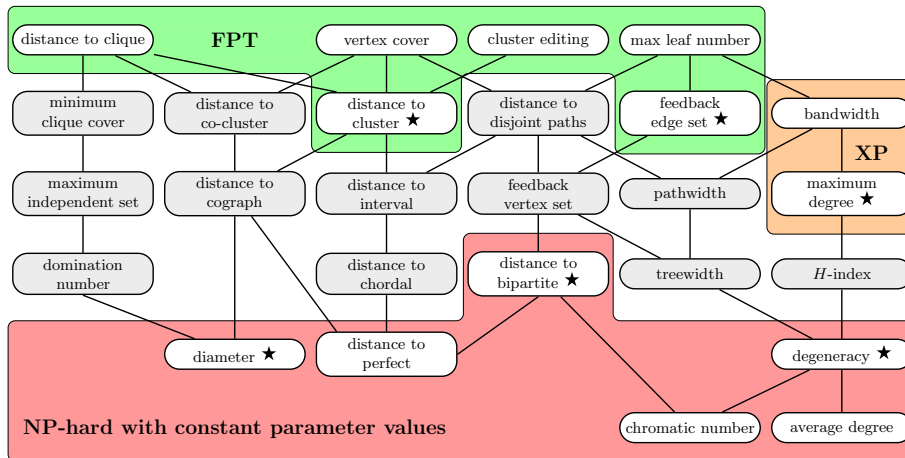 distance to clique
FPT
vertex cover
cluster editing
max leaf number
minimum
clique cover
distance to
co-cluster
distance to
cluster ★
distance to
disjoint paths
feedback
edge set ★
bandwidth
XP
maximum
independent set
distance to
cograph
distance to
interval
feedback
vertex set
pathwidth
maximum
degree ★
domination
number
distance to
chordal
distance to
bipartite ★
treewidth
H-index
diameter ★
distance to
perfect
degeneracy ★
NP-hard with constant parameter values
chromatic number
average degree